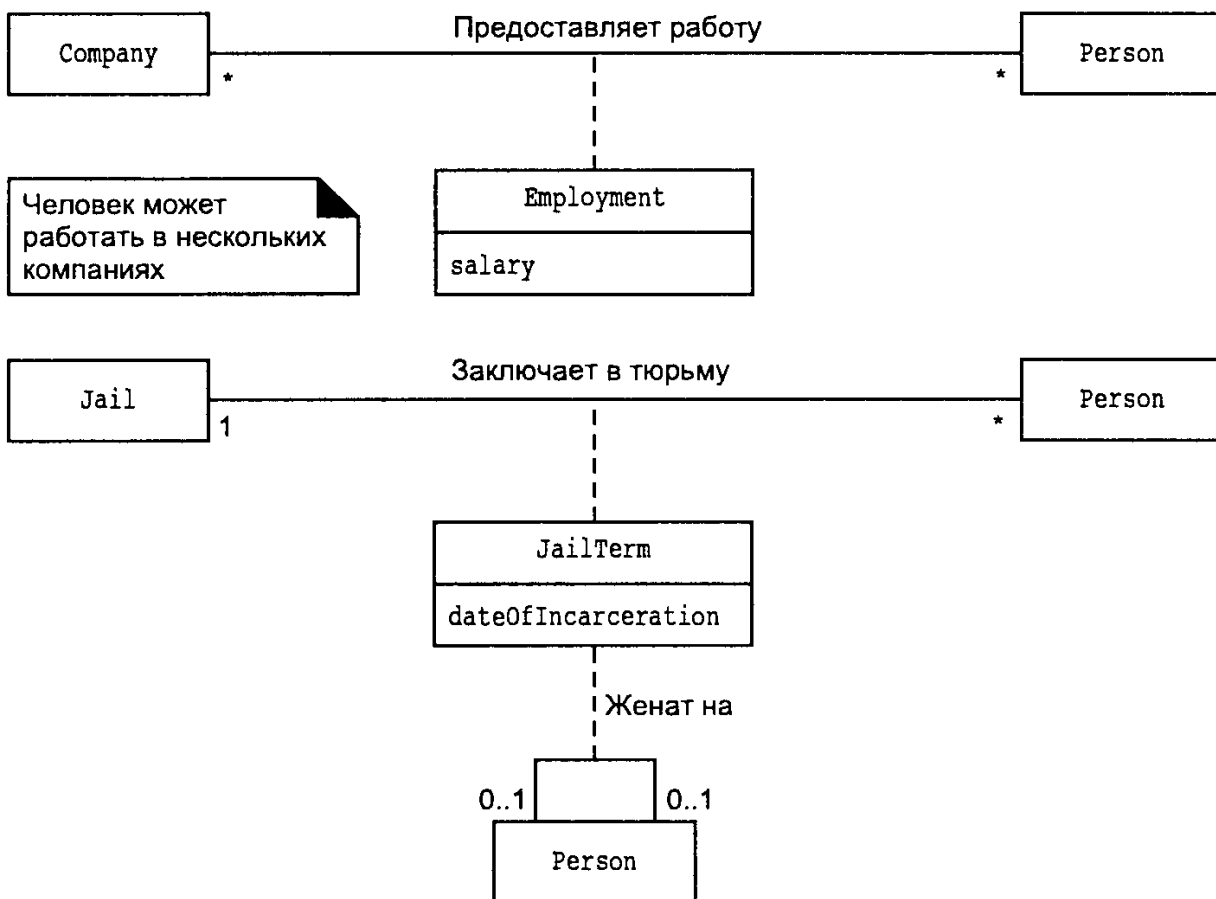 Предоставляет работу
Company
Person
*
*
Человек может
работать в нескольких
компаниях
Employment
salary
Заключает в тюрьму
Jail
Person
1
*
JailTerm
dateOfIncarceration
Женат на
0..1
0..1
Person